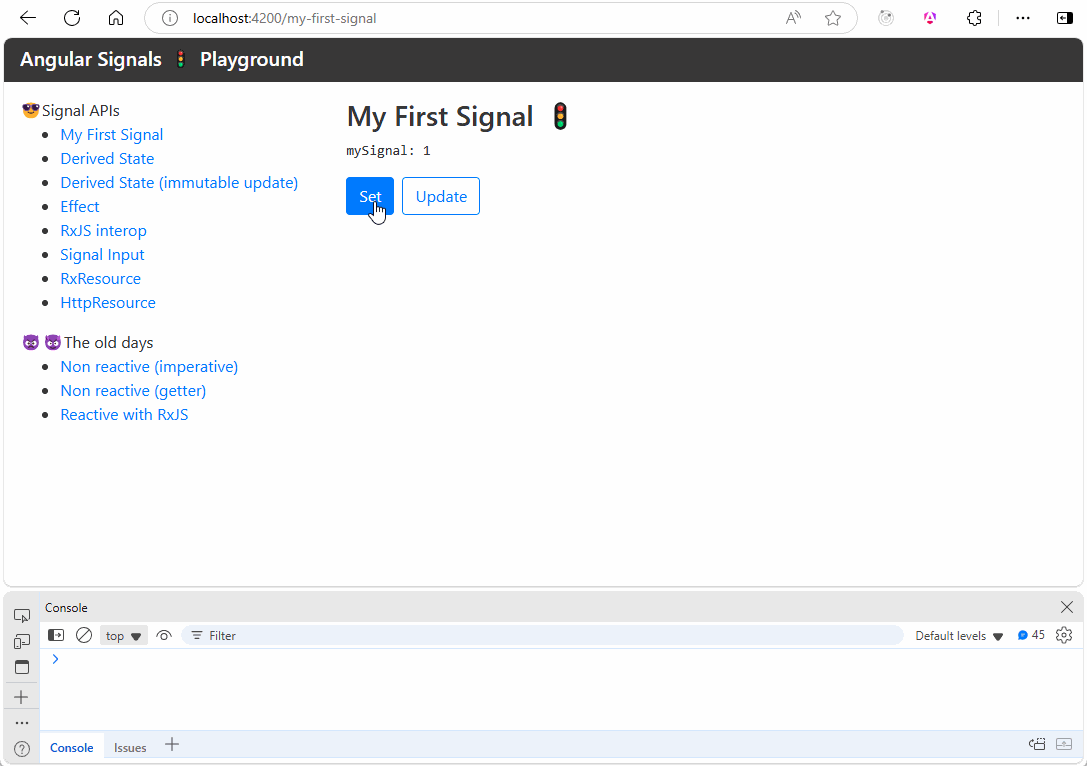 localhost:4200/my-first-signal
Angular Signals 🚦 Playground
😎Signal APIs
My First Signal
Derived State
Derived State (immutable update)
Effect
RxJS interop
Signal Input
RxResource
HttpResource
👿👿The old days
Non reactive (imperative)
Non reactive (getter)
Reactive with RxJS
My First Signal 🚦
mySignal: 1
Set Update
Console
top Filter Default levels 45
Console Issues